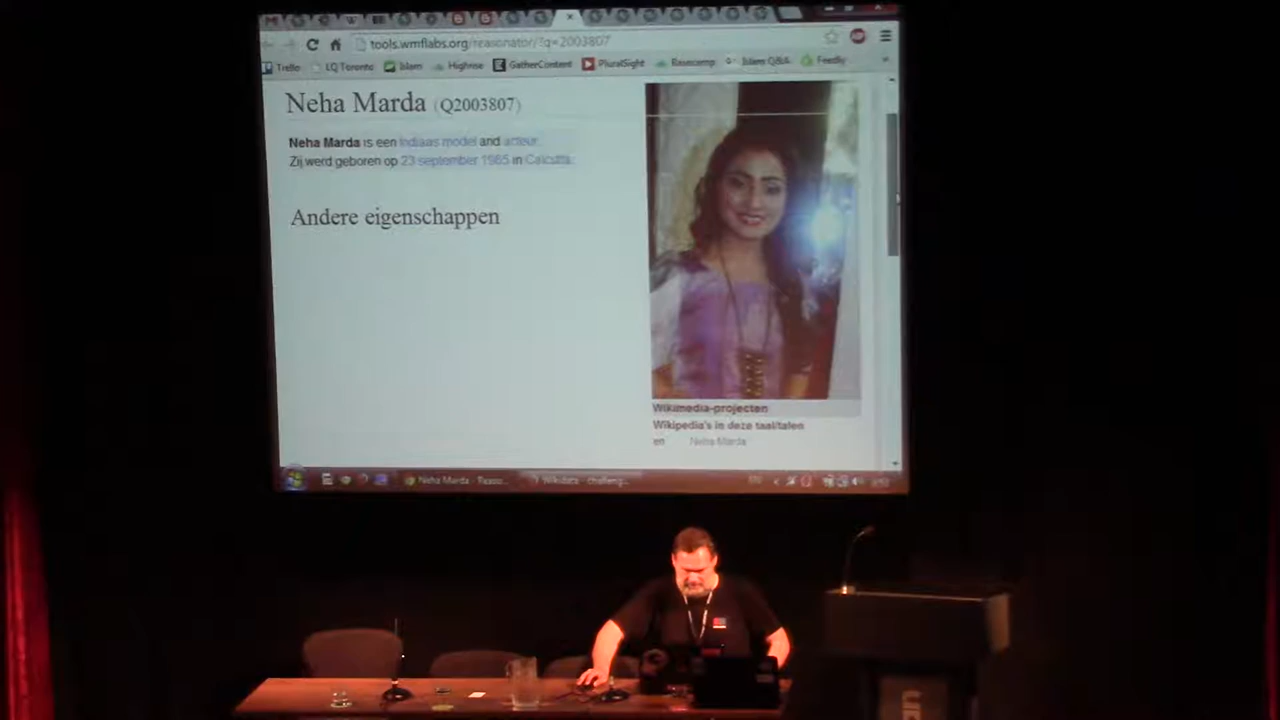 tools.wmflabs.org/reasonator/?q=2003807
Trello LQ Toronto Islam Highrise GatherContent PluralSight Basecamp Islam Q&A Feedly
Neha Marda (Q2003807)
Neha Marda is een Indiaas model and acteur.
Zij werd geboren op 23 september 1985 in Calcutta.
Andere eigenschappen
Wikimedia-projecten
Wikipedia's in deze taal/talen
en Neha Marda
Neha Marda - Reaso... Wikidata - challeng...
EN